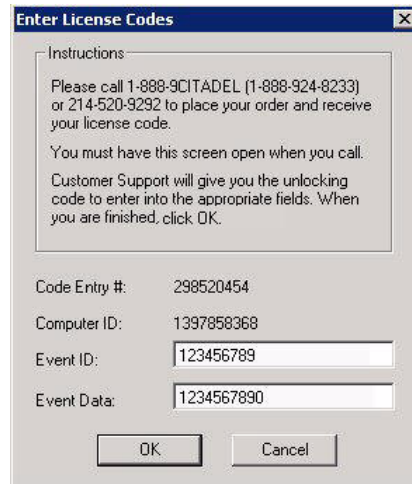 Enter License Codes
Instructions
Please call 1-888-9CITADEL (1-888-924-8233)
or 214-520-9292 to place your order and receive
your license code.
You must have this screen open when you call.
Customer Support will give you the unlocking
code to enter into the appropriate fields. When
you are finished, click OK.
Code Entry #: 298520454
Computer ID: 1397858368
Event ID: 123456789
Event Data: 1234567890
OK Cancel